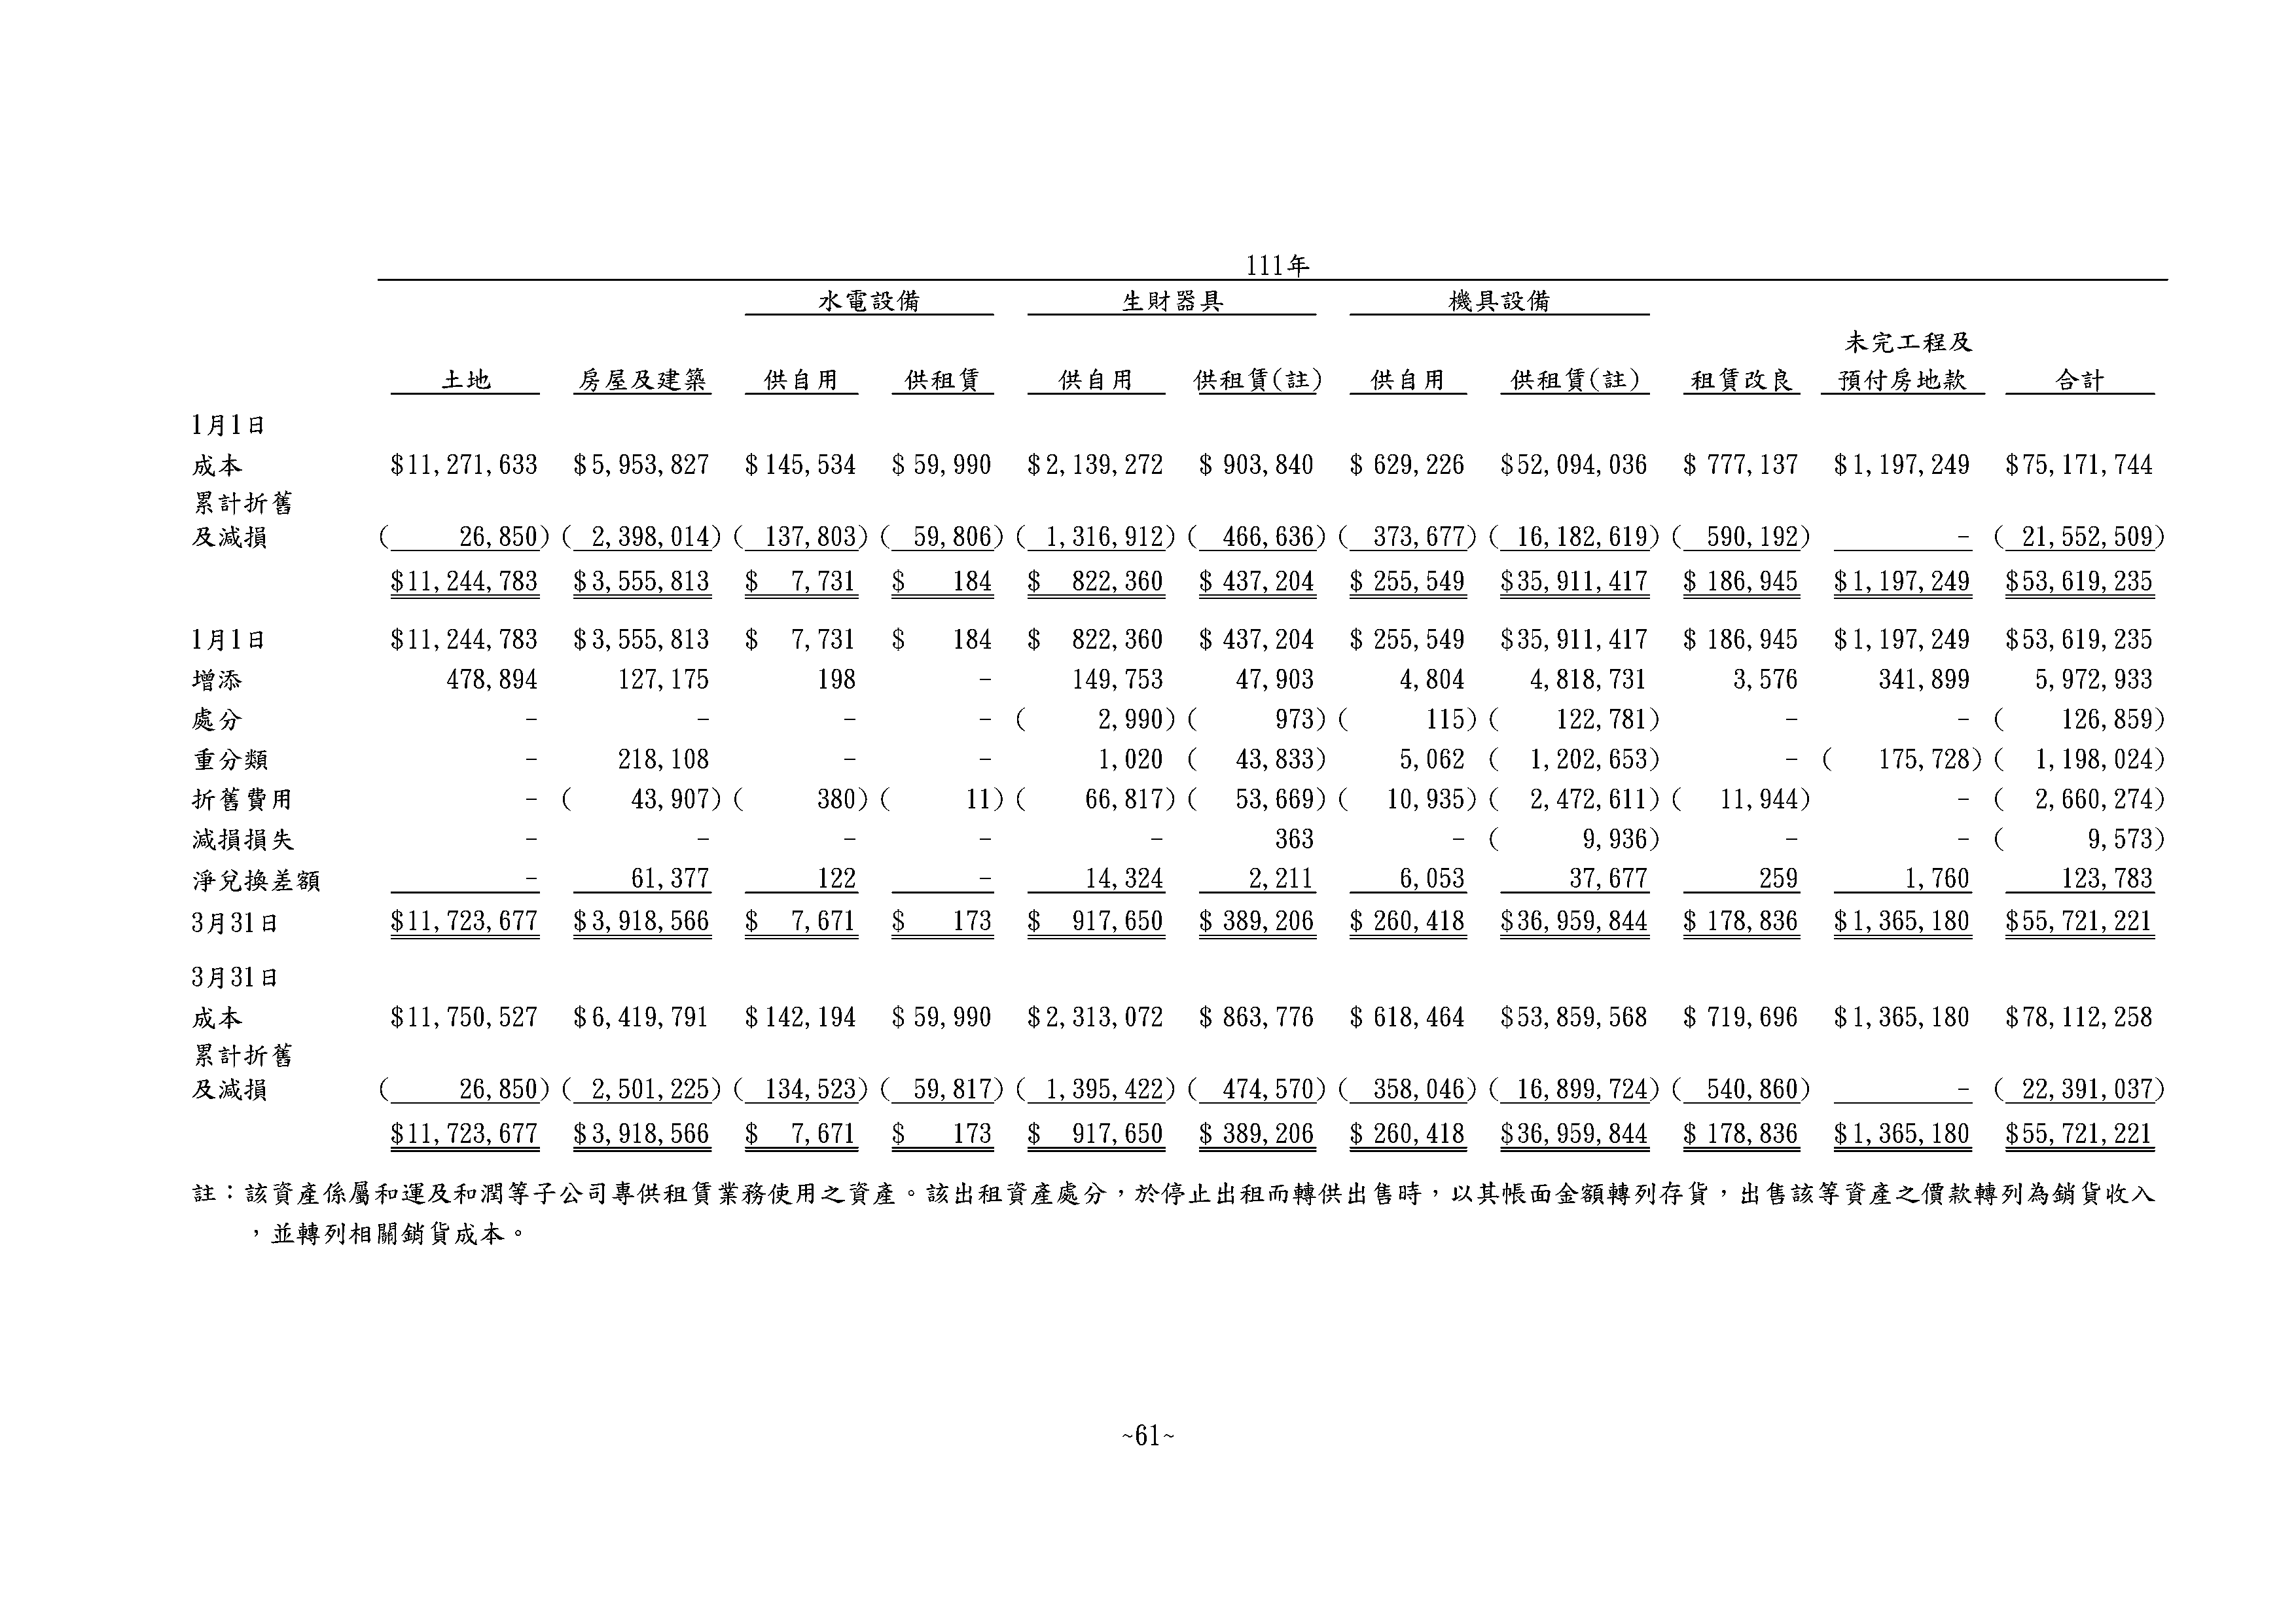 111年
水電設備 生財器具 機具設備
未完工程及
土地 房屋及建築 供自用 供租賃 供自用 供租賃(註) 供自用 供租賃(註) 租賃改良 預付房地款 合計
1月1日
成本 $11,271,633 $5,953,827 $145,534 $59,990 $2,139,272 $903,840 $629,226 $52,094,036 $777,137 $1,197,249 $75,171,744
累計折舊
及減損 (26,850) (2,398,014) (137,803) (59,806) (1,316,912) (466,636) (373,677) (16,182,619) (590,192) - (21,552,509)
$11,244,783 $3,555,813 $7,731 $184 $822,360 $437,204 $255,549 $35,911,417 $186,945 $1,197,249 $53,619,235
1月1日 $11,244,783 $3,555,813 $7,731 $184 $822,360 $437,204 $255,549 $35,911,417 $186,945 $1,197,249 $53,619,235
增添 478,894 127,175 198 - 149,753 47,903 4,804 4,818,731 3,576 341,899 5,972,933
處分 - - - - (2,990) (973) (115) (122,781) - - (126,859)
重分類 - 218,108 - - 1,020 (43,833) 5,062 (1,202,653) - (175,728) (1,198,024)
折舊費用 - (43,907) (380) (11) (66,817) (53,669) (10,935) (2,472,611) (11,944) - (2,660,274)
減損損失 - - - - - 363 - (9,936) - - (9,573)
淨兌換差額 - 61,377 122 - 14,324 2,211 6,053 37,677 259 1,760 123,783
3月31日 $11,723,677 $3,918,566 $7,671 $173 $917,650 $389,206 $260,418 $36,959,844 $178,836 $1,365,180 $55,721,221
3月31日
成本 $11,750,527 $6,419,791 $142,194 $59,990 $2,313,072 $863,776 $618,464 $53,859,568 $719,696 $1,365,180 $78,112,258
累計折舊
及減損 (26,850) (2,501,225) (134,523) (59,817) (1,395,422) (474,570) (358,046) (16,899,724) (540,860) - (22,391,037)
$11,723,677 $3,918,566 $7,671 $173 $917,650 $389,206 $260,418 $36,959,844 $178,836 $1,365,180 $55,721,221
註：該資產係屬和運及和潤等子公司專供租賃業務使用之資產。該出租資產處分，於停止出租而轉供出售時，以其帳面金額轉列存貨，出售該等資產之價款轉列為銷貨收入
，並轉列相關銷貨成本。
~61~